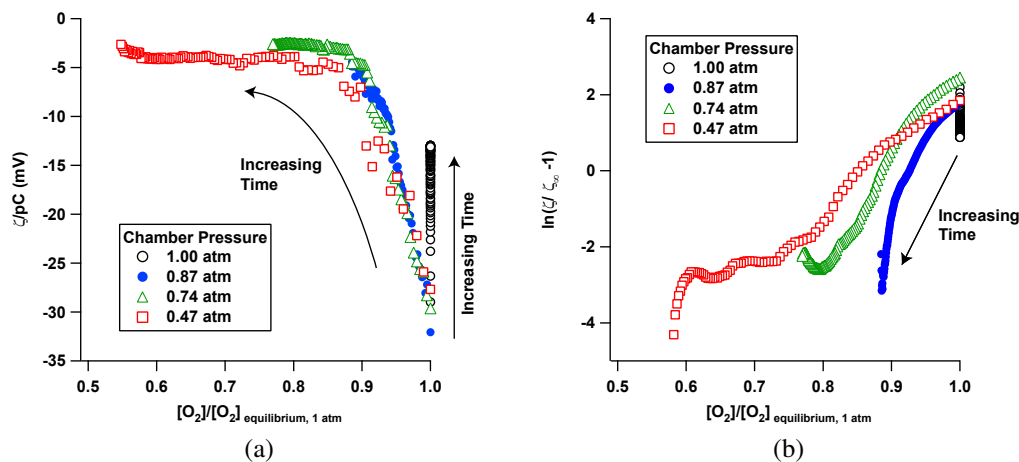 0
-5
-10
-15
-20
-25
-30
-35
ζ/pC (mV)
0.5 0.6 0.7 0.8 0.9 1.0
[O₂]/[O₂] equilibrium, 1 atm
Increasing
Time
Increasing Time
Chamber Pressure
1.00 atm
0.87 atm
0.74 atm
0.47 atm
(a)
4
2
0
-2
-4
ln(ζ/ ζ∞ -1)
0.5 0.6 0.7 0.8 0.9 1.0
[O₂]/[O₂] equilibrium, 1 atm
Chamber Pressure
1.00 atm
0.87 atm
0.74 atm
0.47 atm
Increasing
Time
(b)